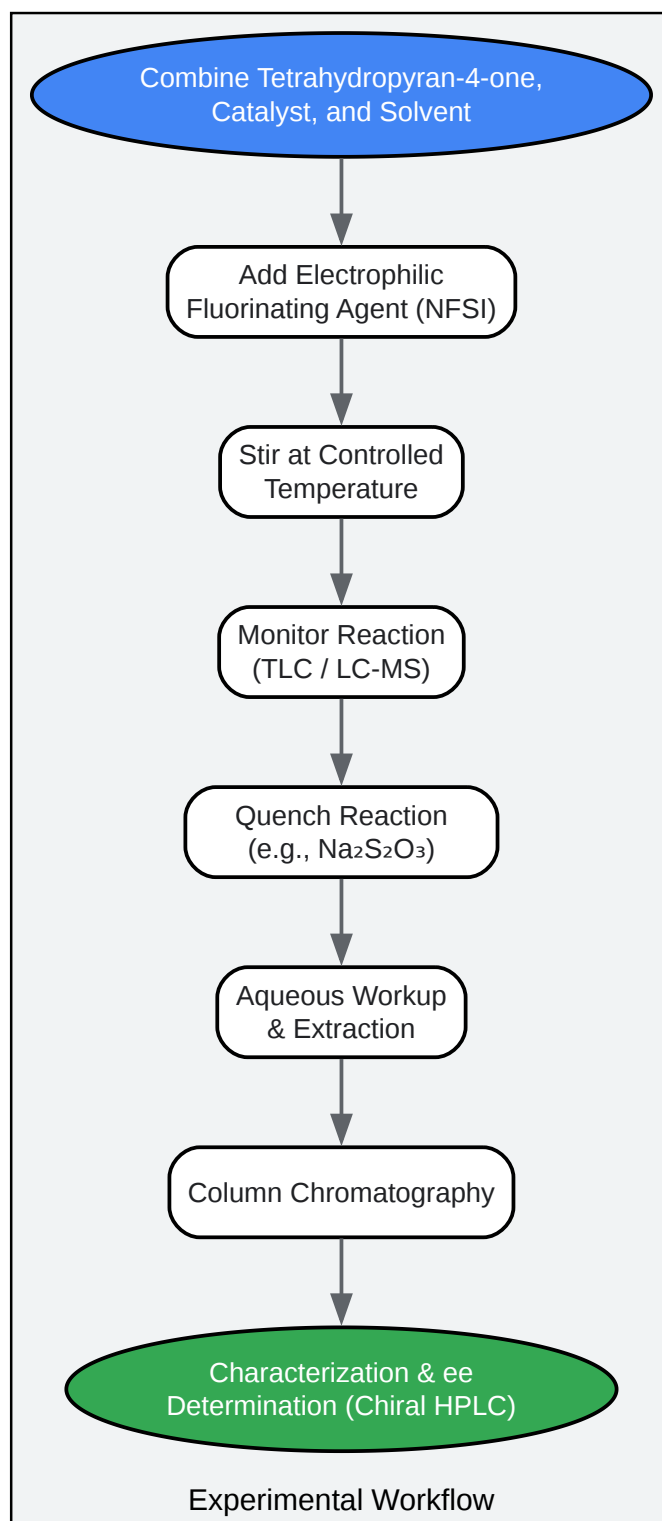 Combine Tetrahydropyran-4-one,
Catalyst, and Solvent
Add Electrophilic
Fluorinating Agent (NFSI)
Stir at Controlled
Temperature
Monitor Reaction
(TLC / LC-MS)
Quench Reaction
(e.g., Na₂S₂O₃)
Aqueous Workup
& Extraction
Column Chromatography
Characterization & ee
Determination (Chiral HPLC)
Experimental Workflow